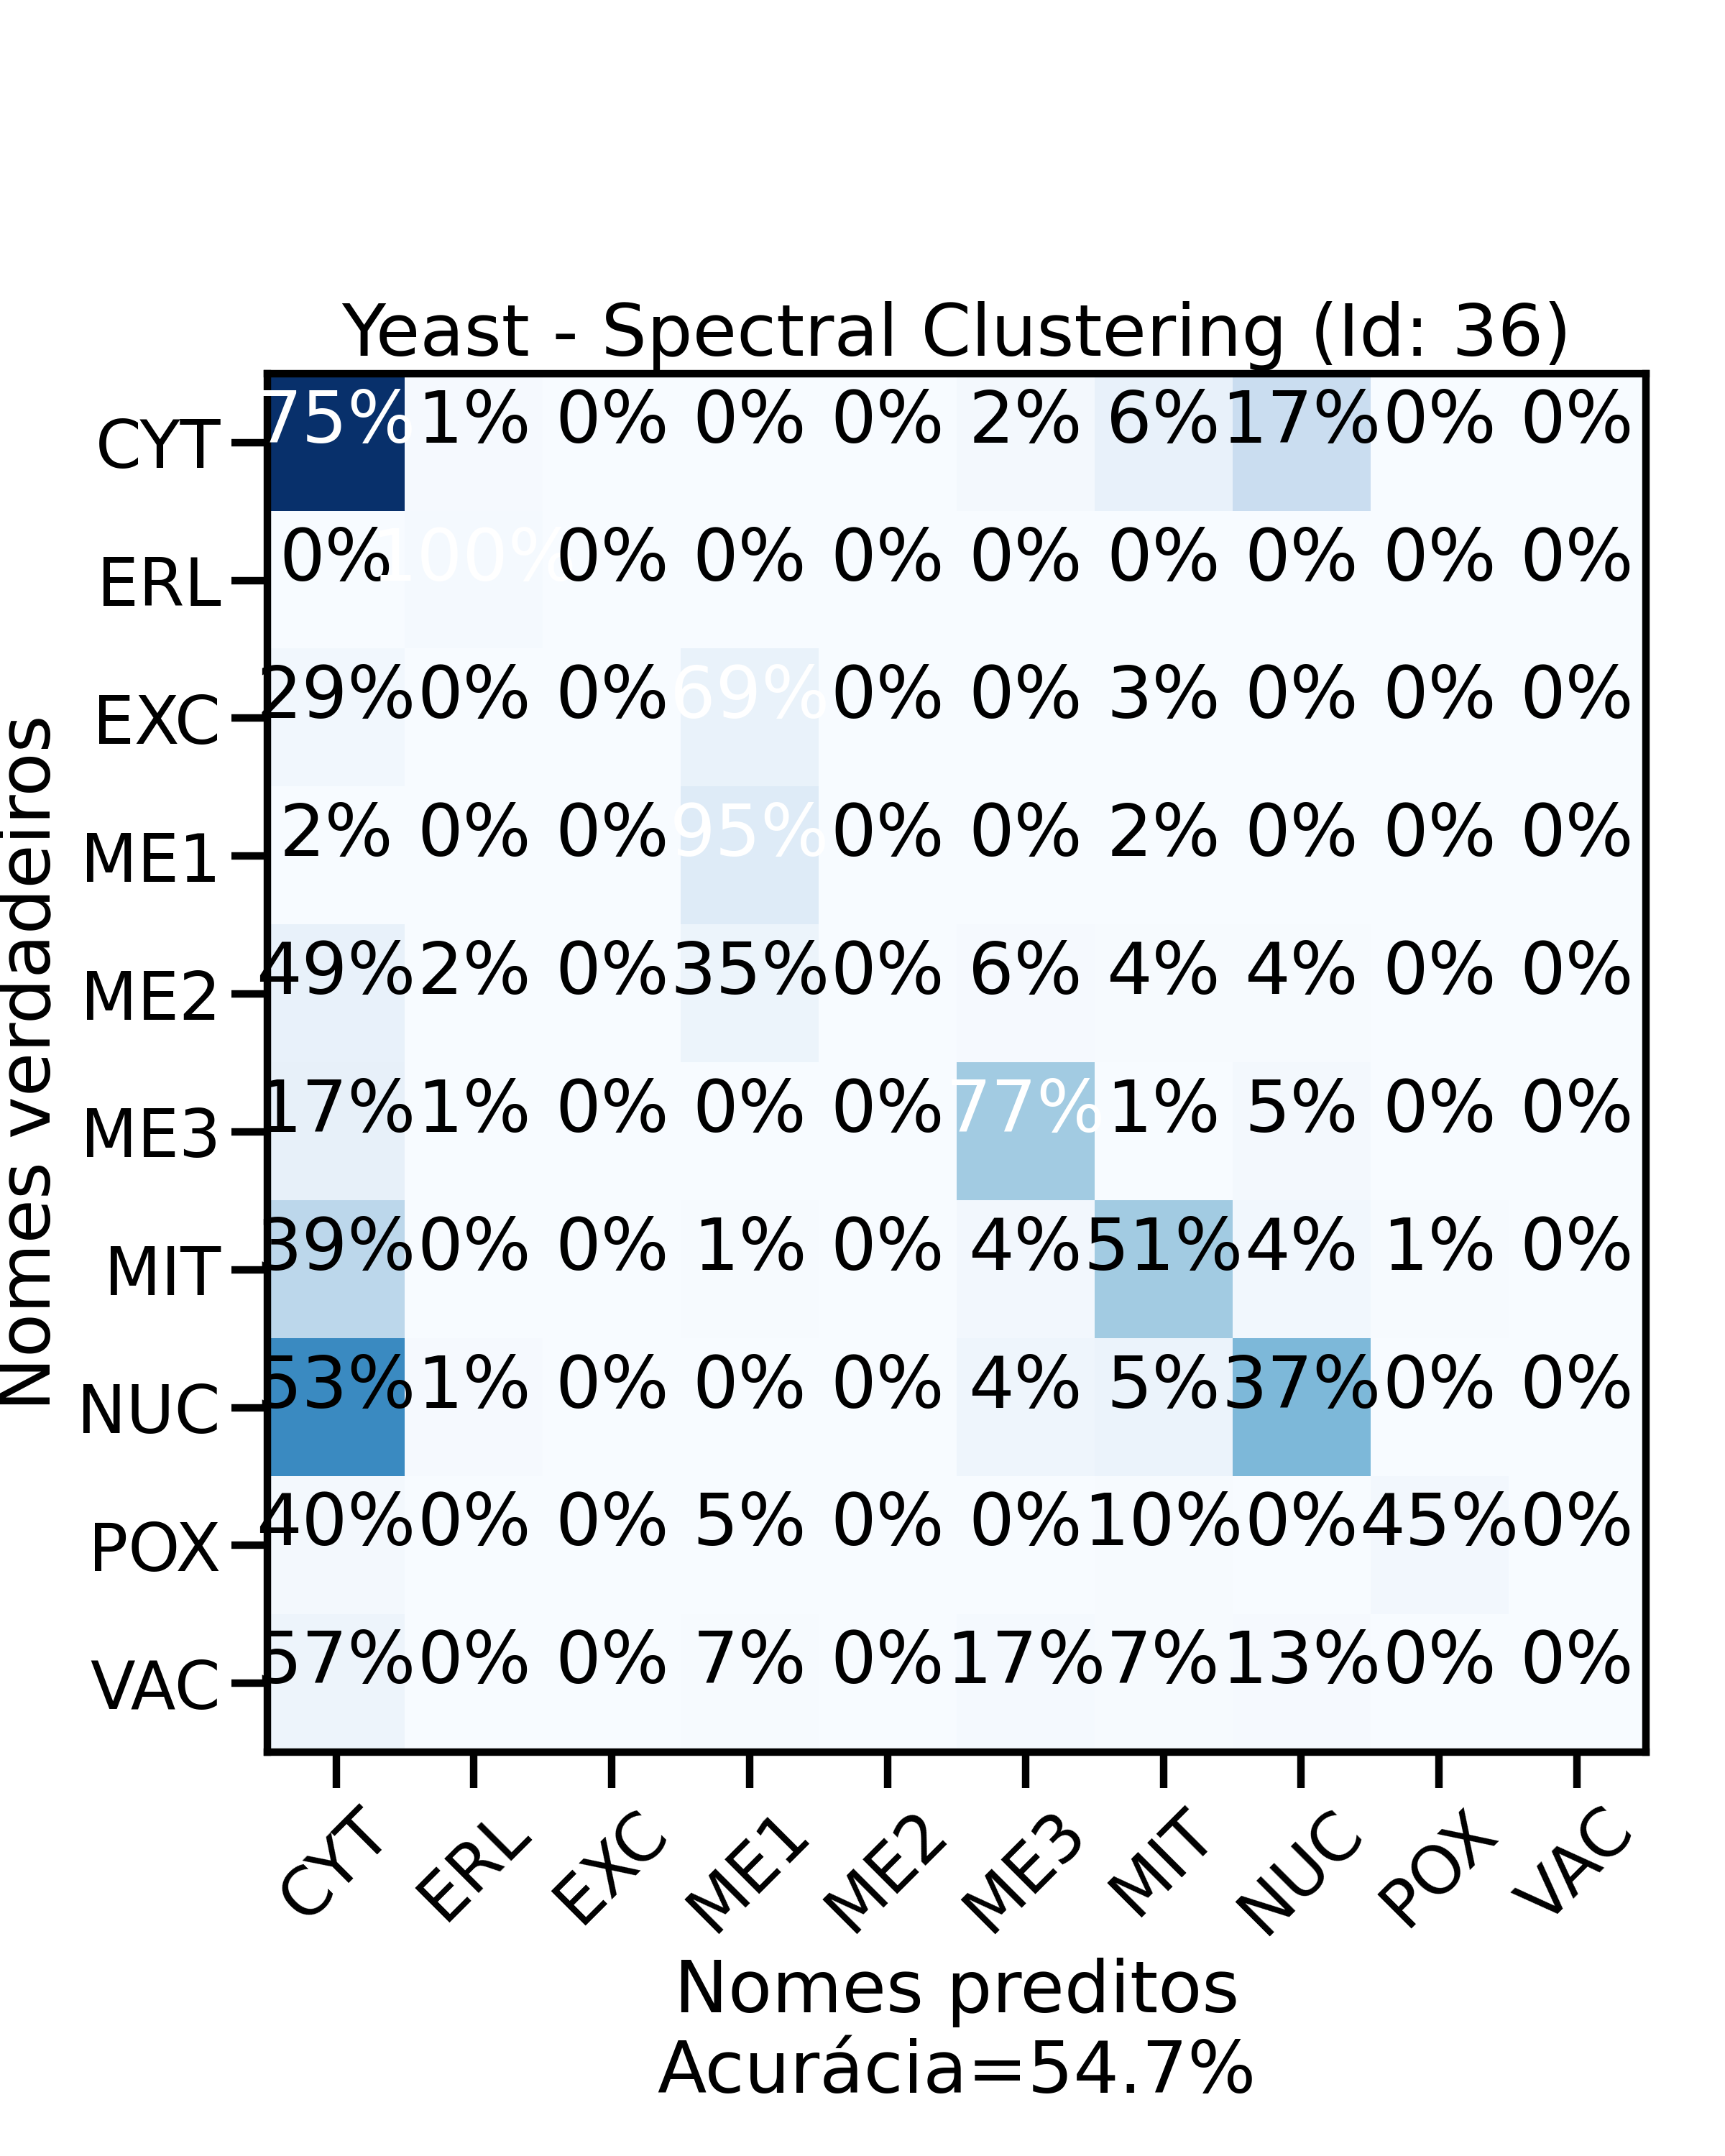 Yeast - Spectral Clustering (Id: 36)
Nomes verdadeiros
CYT 75% 1% 0% 0% 0% 2% 6% 17% 0% 0%
ERL 0% 100% 0% 0% 0% 0% 0% 0% 0% 0%
EXC 29% 0% 0% 69% 0% 0% 3% 0% 0% 0%
ME1 2% 0% 0% 95% 0% 0% 2% 0% 0% 0%
ME2 49% 2% 0% 35% 0% 6% 4% 4% 0% 0%
ME3 17% 1% 0% 0% 0% 77% 1% 5% 0% 0%
MIT 39% 0% 0% 1% 0% 4% 51% 4% 1% 0%
NUC 53% 1% 0% 0% 0% 4% 5% 37% 0% 0%
POX 40% 0% 0% 5% 0% 0% 10% 0% 45% 0%
VAC 57% 0% 0% 7% 0% 17% 7% 13% 0% 0%
CYT ERL EXC ME1 ME2 ME3 MIT NUC POX VAC
Nomes preditos
Acurácia=54.7%